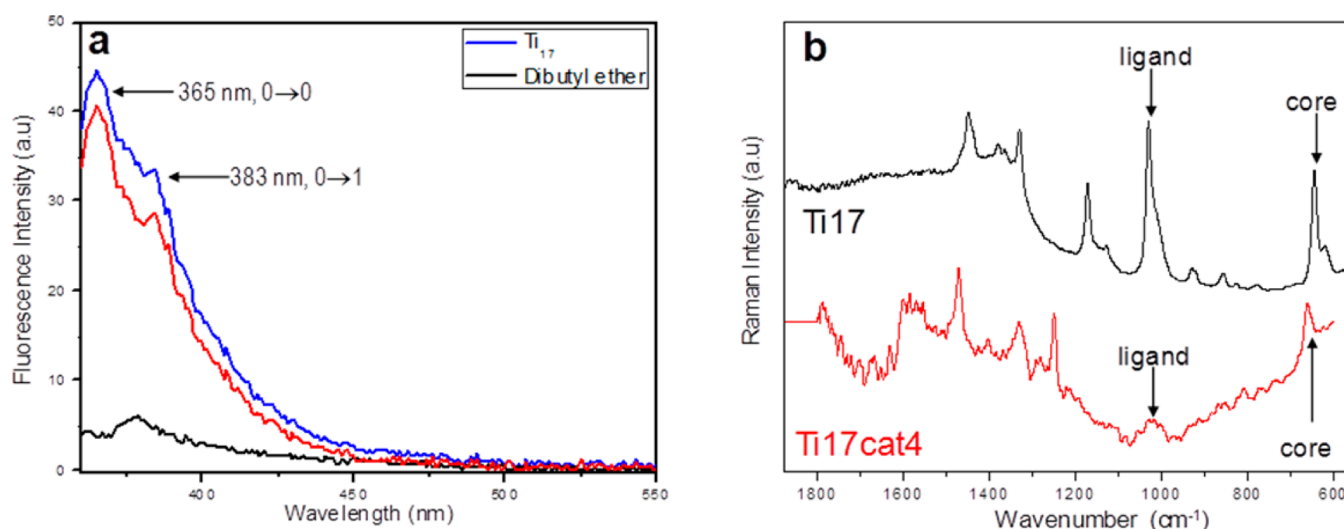 a
Ti17
Dibutyl ether
365 nm, 0→0
383 nm, 0→1
50
40
30
20
10
0
400
450
500
550
Fluorescence Intensity (a.u)
Wavelength (nm)
b
ligand
core
Ti17
ligand
Ti17cat4
core
Raman Intensity (a.u)
1800
1600
1400
1200
1000
800
600
Wavenumber (cm-1)